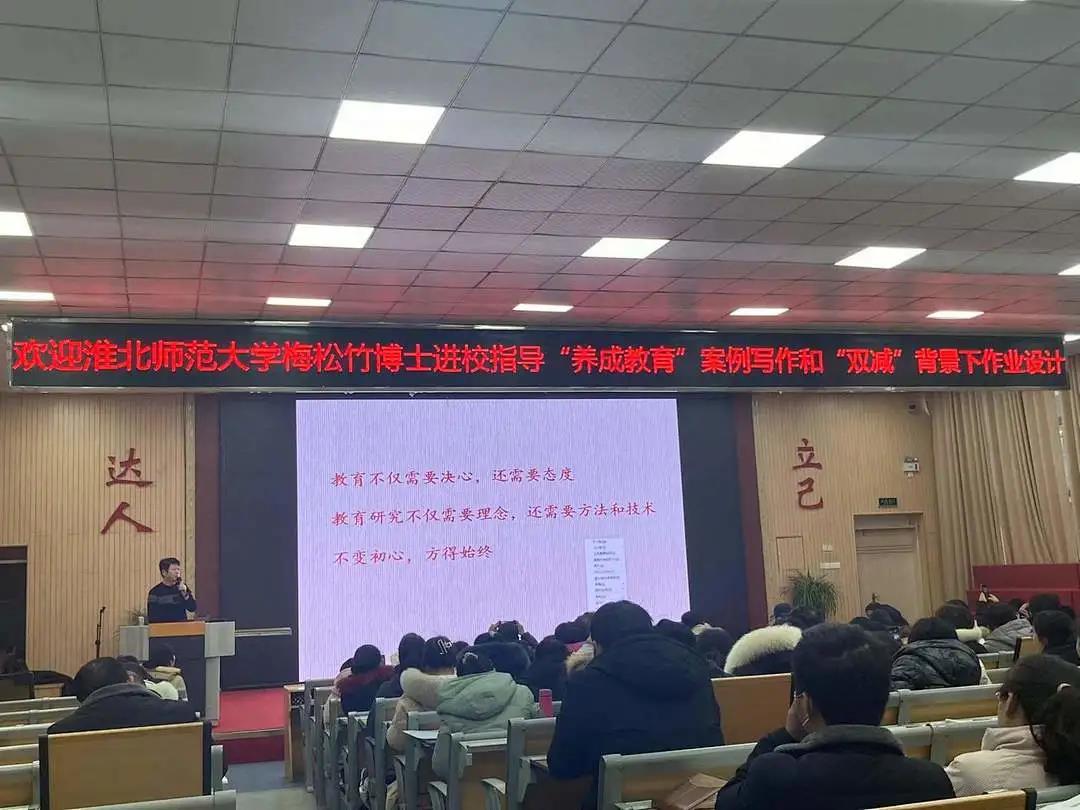 欢迎淮北师范大学梅松竹博士进校指导“养成教育”案例写作和“双减”背景下作业设计
达人
立己
教育不仅需要决心，还需要态度
教育研究不仅需要理念，还需要方法和技术
不变初心，方得始终